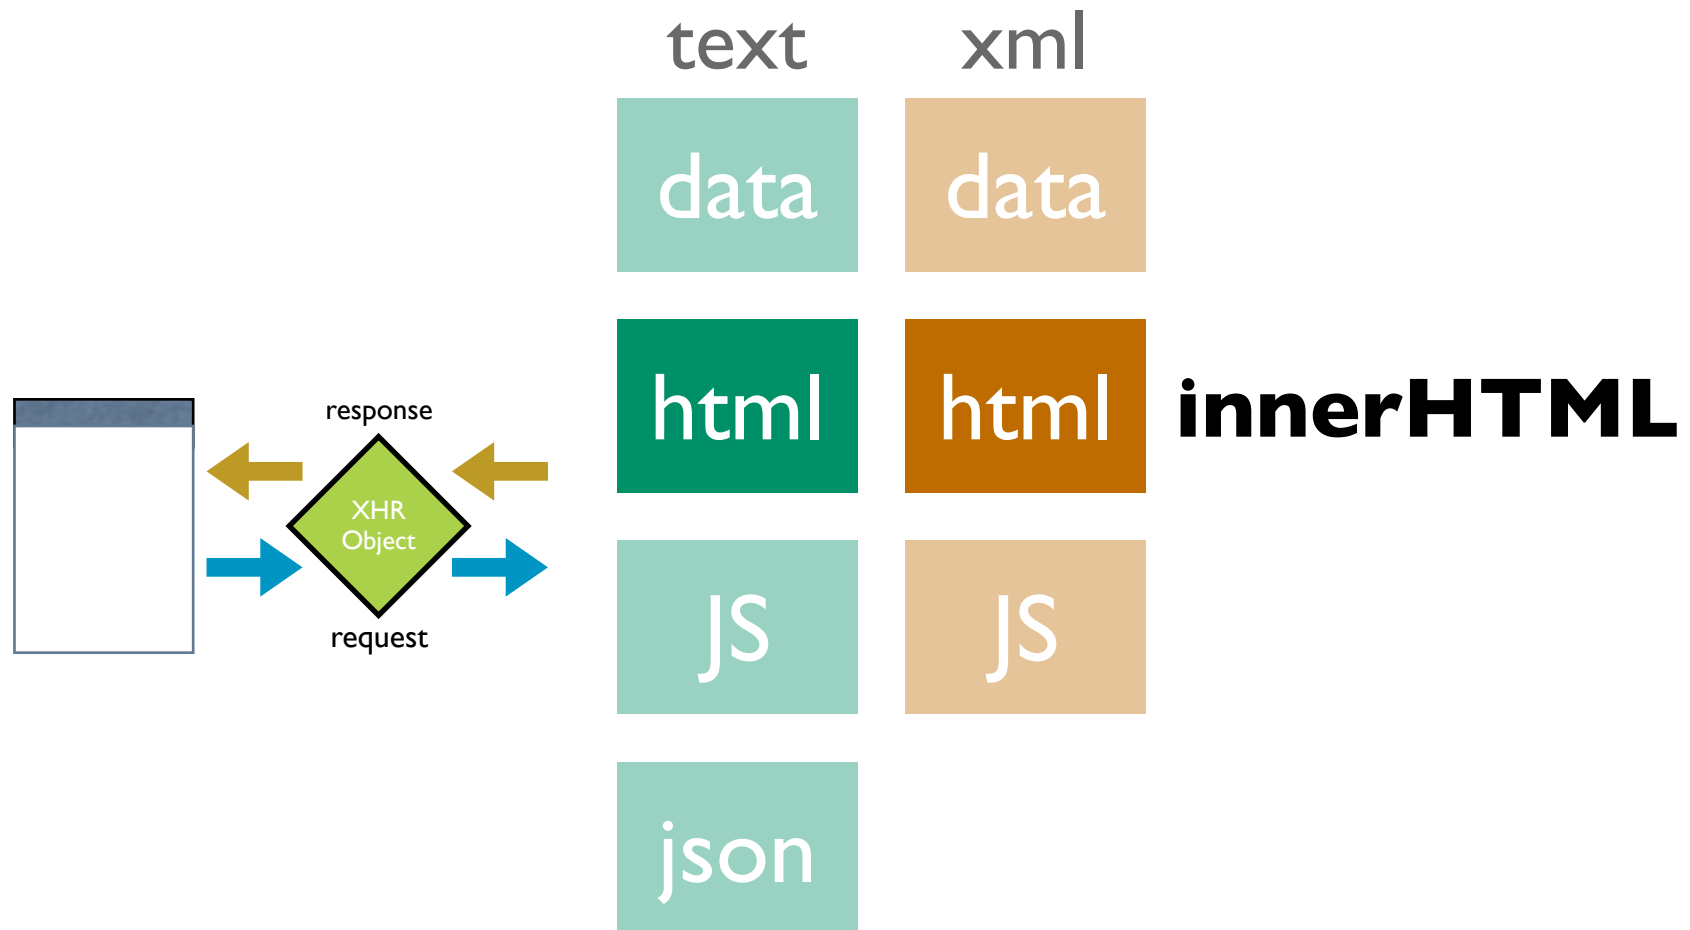 text xml
data data
html html innerHTML
response
XHR
Object
request
JS JS
json